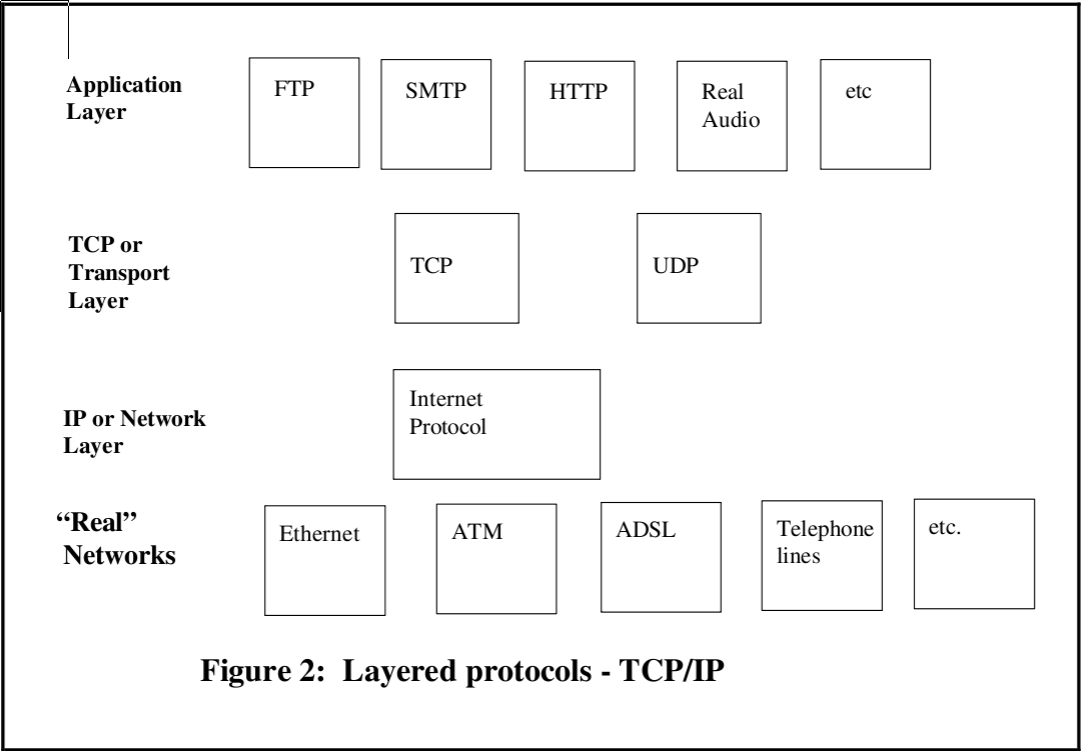 Application
Layer
FTP
SMTP
HTTP
Real
Audio
etc
TCP or
Transport
Layer
TCP
UDP
IP or Network
Layer
Internet
Protocol
“Real”
Networks
Ethernet
ATM
ADSL
Telephone
lines
etc.
Figure 2:  Layered protocols - TCP/IP